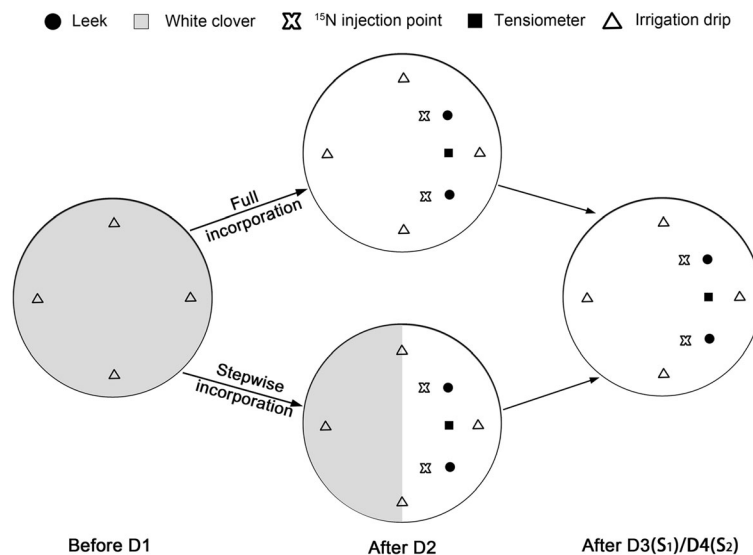 Leek White clover ¹⁵N injection point Tensiometer Irrigation drip
Full
incorporation
Stepwise
incorporation
Before D1 After D2 After D3(S₁)/D4(S₂)